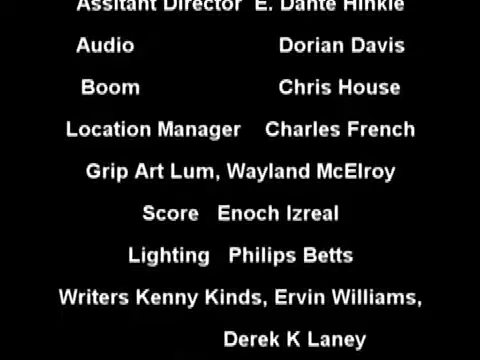 Assitant Director E. Dante Hinkle
Audio Dorian Davis
Boom Chris House
Location Manager Charles French
Grip Art Lum, Wayland McElroy
Score Enoch Izreal
Lighting Philips Betts
Writers Kenny Kinds, Ervin Williams,
Derek K Laney